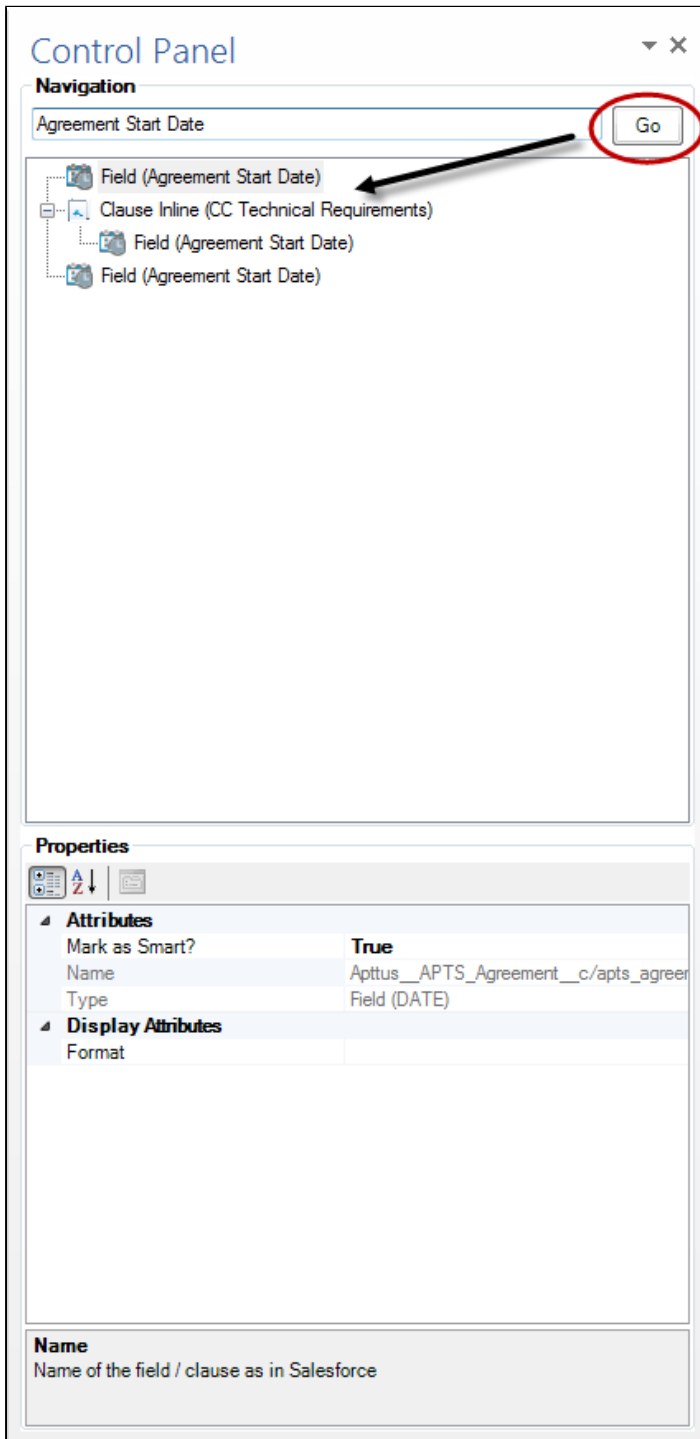 Control Panel
Navigation
Agreement Start Date
Go
Field (Agreement Start Date)
Clause Inline (CC Technical Requirements)
Field (Agreement Start Date)
Field (Agreement Start Date)
Properties
Attributes
Mark as Smart? True
Name Apttus__APTS_Agreement__c/apts_agreer
Type Field (DATE)
Display Attributes
Format
Name
Name of the field / clause as in Salesforce